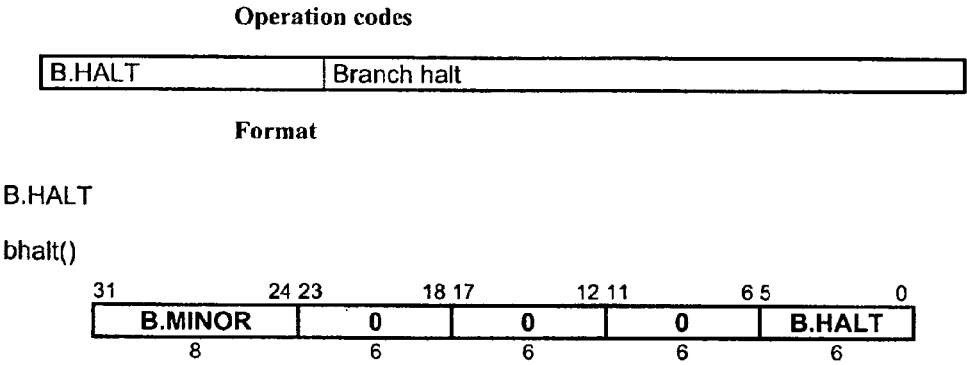 Operation codes
B.HALT Branch halt
Format
B.HALT
bhalt()
31 24 23 18 17 12 11 6 5 0
B.MINOR 0 0 0 B.HALT
8 6 6 6 6